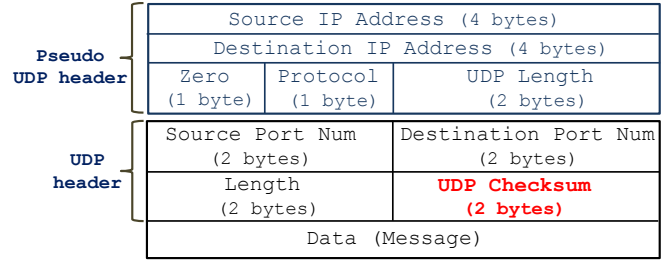 Source IP Address (4 bytes)
Destination IP Address (4 bytes)
Pseudo
UDP header
Zero
(1 byte)
Protocol
(1 byte)
UDP Length
(2 bytes)
UDP
header
Source Port Num
(2 bytes)
Destination Port Num
(2 bytes)
Length
(2 bytes)
UDP Checksum
(2 bytes)
Data (Message)